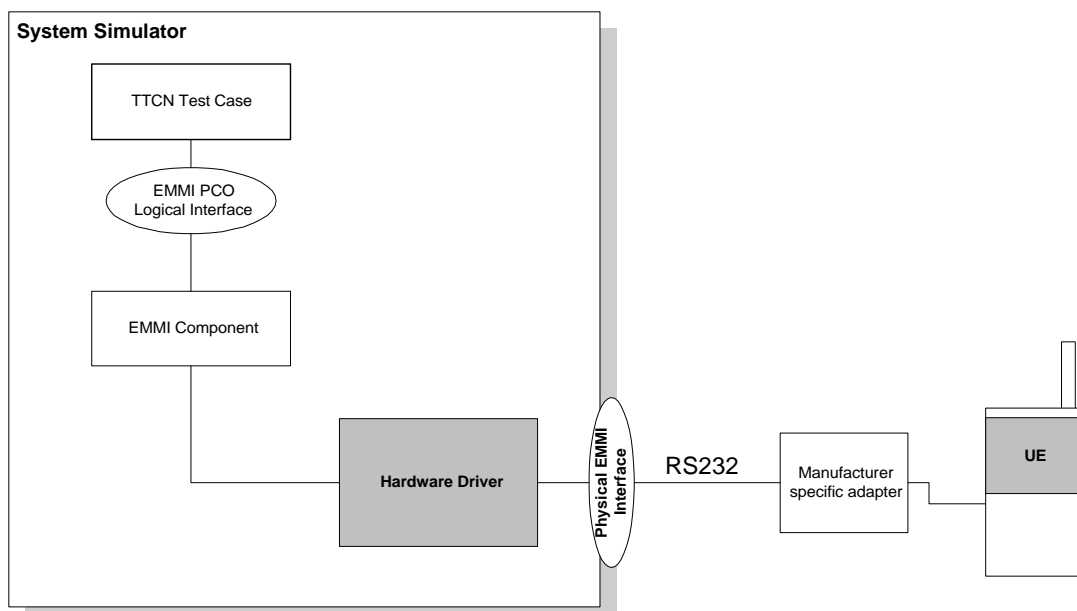 System Simulator
TTCN Test Case
EMMI PCO
Logical Interface
EMMI Component
Hardware Driver
Physical EMMI
Interface
RS232
Manufacturer
specific adapter
UE